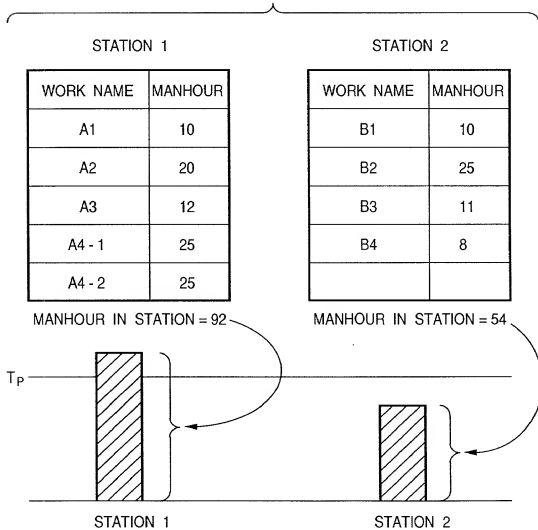 STATION 1
STATION 2
WORK NAME MANHOUR
A1 10
A2 20
A3 12
A4 - 1 25
A4 - 2 25
WORK NAME MANHOUR
B1 10
B2 25
B3 11
B4 8
MANHOUR IN STATION = 92
MANHOUR IN STATION = 54
TP
STATION 1
STATION 2